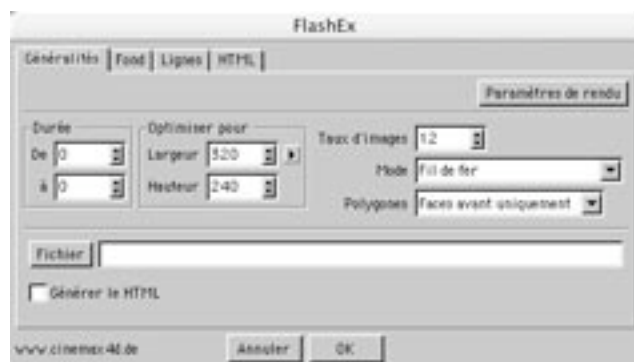 FlashEx
Généralités Fond Lignes HTML
Paramètres de rendu
Durée
De 0
à 0
Optimiser pour
Largeur 320
Hauteur 240
Taux d'images 12
Mode Fil de fer
Polygones Faces avant uniquement
Fichier
Générer le HTML
www.cinemax4d.de
Annuler OK